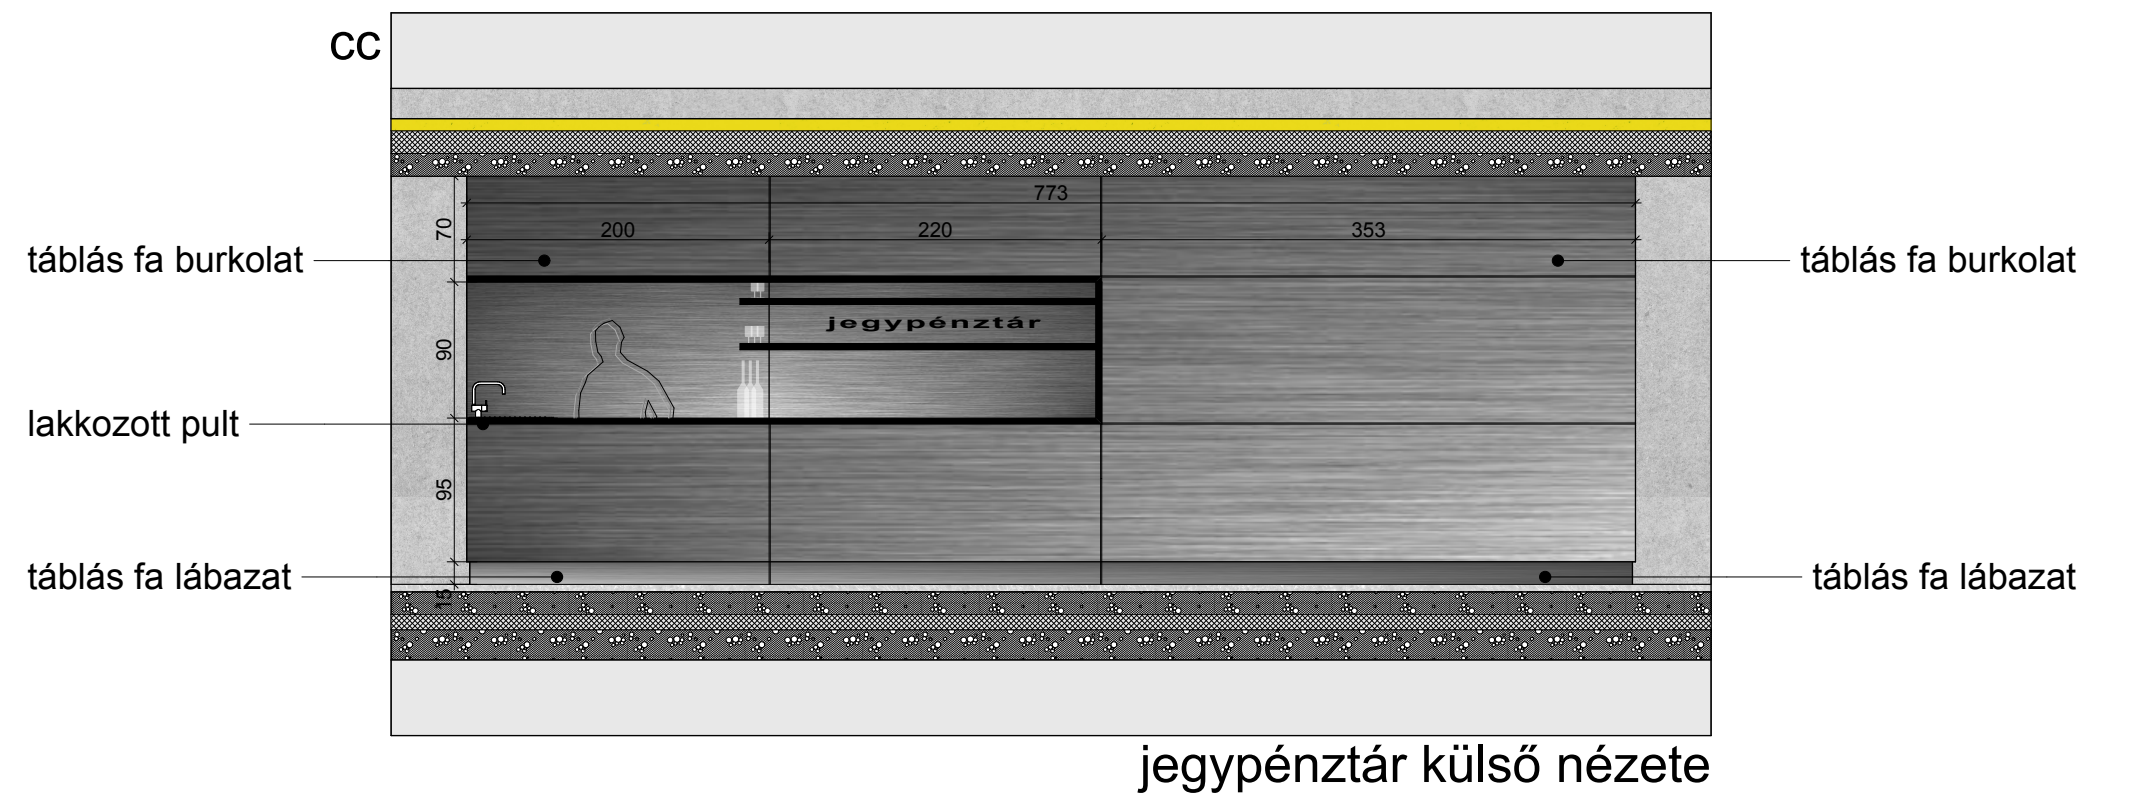 cc
773
70
200
220
353
táblás fa burkolat
táblás fa burkolat
jegypénztár
90
lakkozott pult
95
táblás fa lábazat
táblás fa lábazat
15
jegypénztár külső nézete